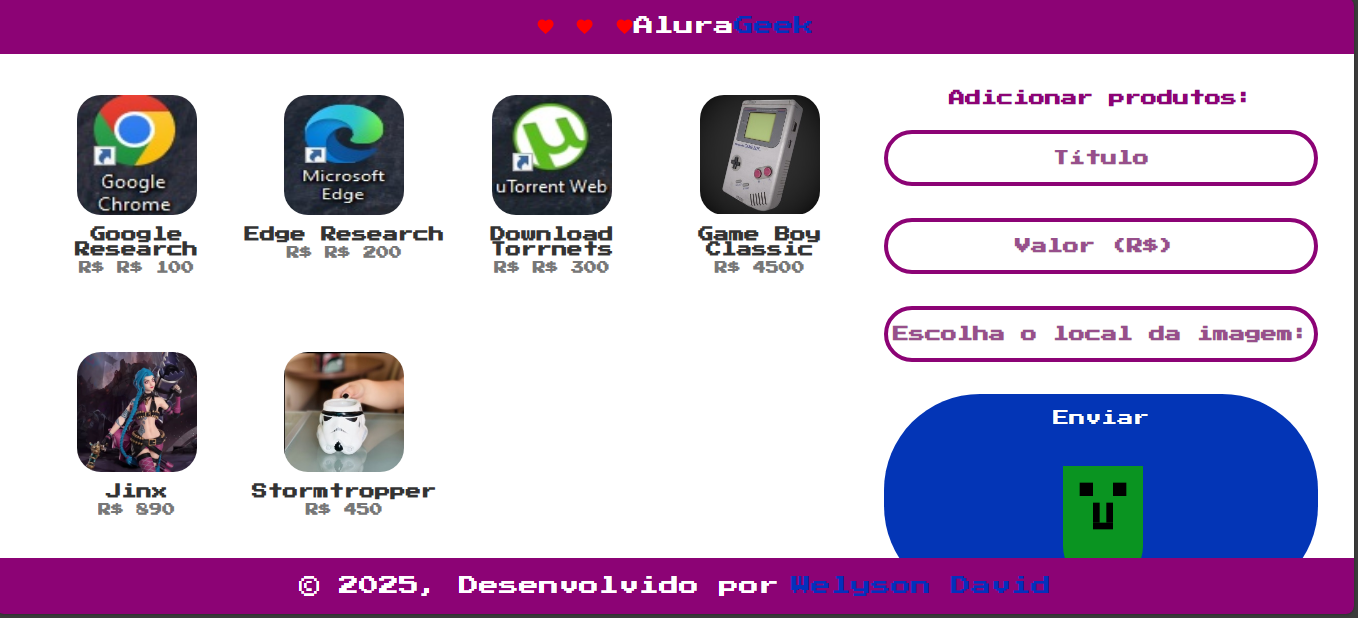 AluraGeek
Google
Chrome
Microsoft
Edge
uTorrent Web
Google
Research
R$ R$ 100
Edge Research
R$ R$ 200
Download
Torrnets
R$ R$ 300
Game Boy
Classic
R$ 4500
Jinx
R$ 890
Stormtropper
R$ 450
Adicionar produtos:
Título
Valor (R$)
Escolha o local da imagem:
Enviar
© 2025, Desenvolvido por Welyson David